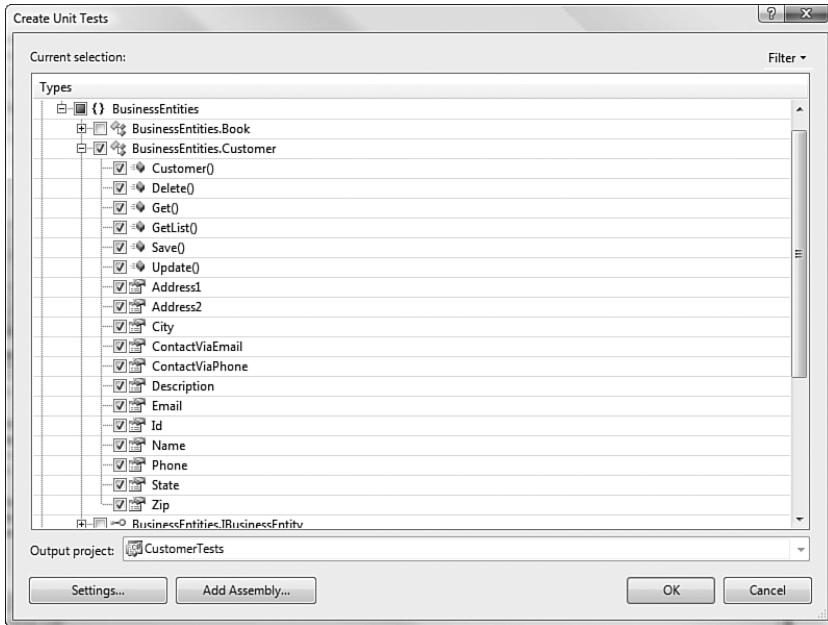 Create Unit Tests
Current selection:
Filter
Types
{} BusinessEntities
BusinessEntities.Book
BusinessEntities.Customer
Customer()
Delete()
Get()
GetList()
Save()
Update()
Address1
Address2
City
ContactViaEmail
ContactViaPhone
Description
Email
Id
Name
Phone
State
Zip
BusinessEntities.IBusinessEntity
Output project: CustomerTests
Settings... Add Assembly... OK Cancel